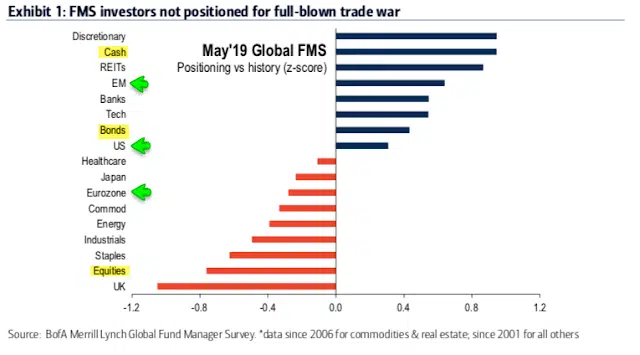 Exhibit 1: FMS investors not positioned for full-blown trade war
May'19 Global FMS
Positioning vs history (z-score)
Discretionary
Cash
REITs
EM
Banks
Tech
Bonds
US
Healthcare
Japan
Eurozone
Commod
Energy
Industrials
Staples
Equities
UK
-1.2 -0.8 -0.4 0.0 0.4 0.8 1.2
Source: BofA Merrill Lynch Global Fund Manager Survey. *data since 2006 for commodities & real estate; since 2001 for all others